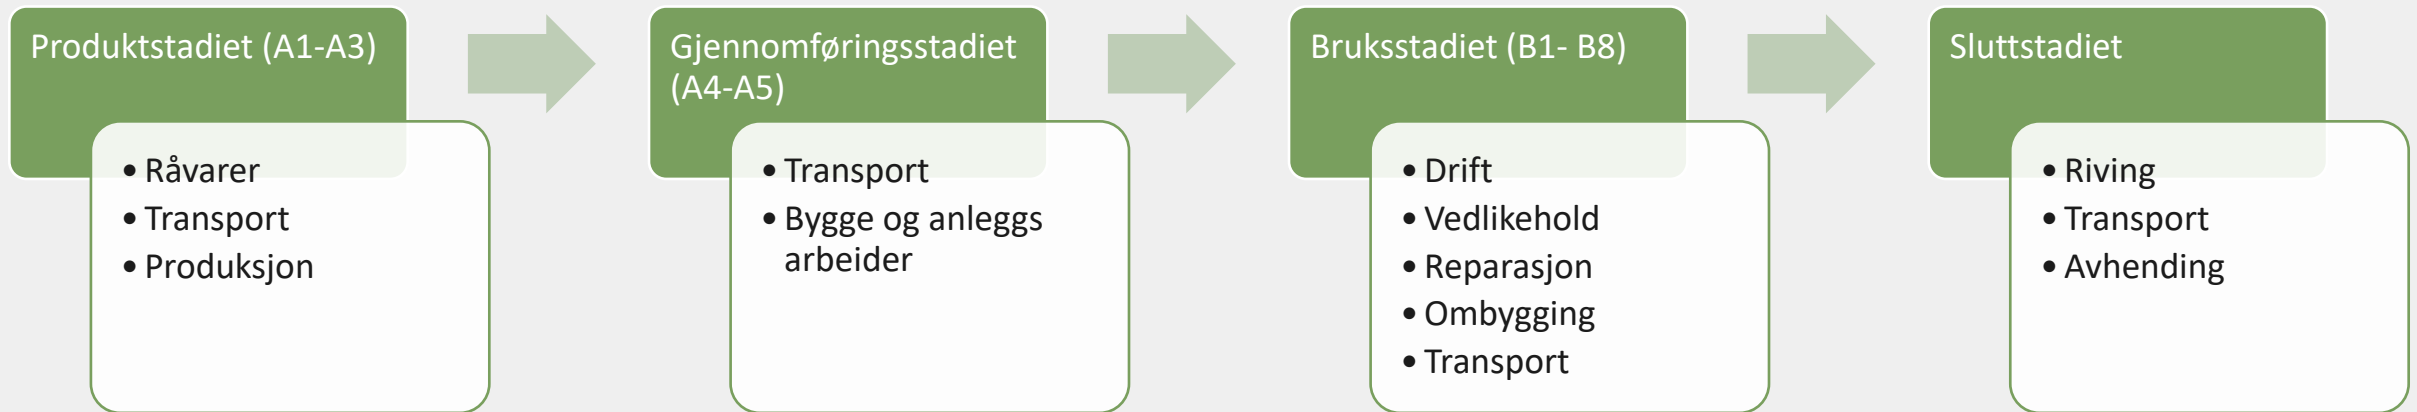 Produktstadiet (A1-A3)
• Råvarer
• Transport
• Produksjon
Gjennomføringsstadiet
(A4-A5)
• Transport
• Bygge og anleggs
arbeider
Bruksstadiet (B1- B8)
• Drift
• Vedlikehold
• Reparasjon
• Ombygging
• Transport
Sluttstadiet
• Riving
• Transport
• Avhending